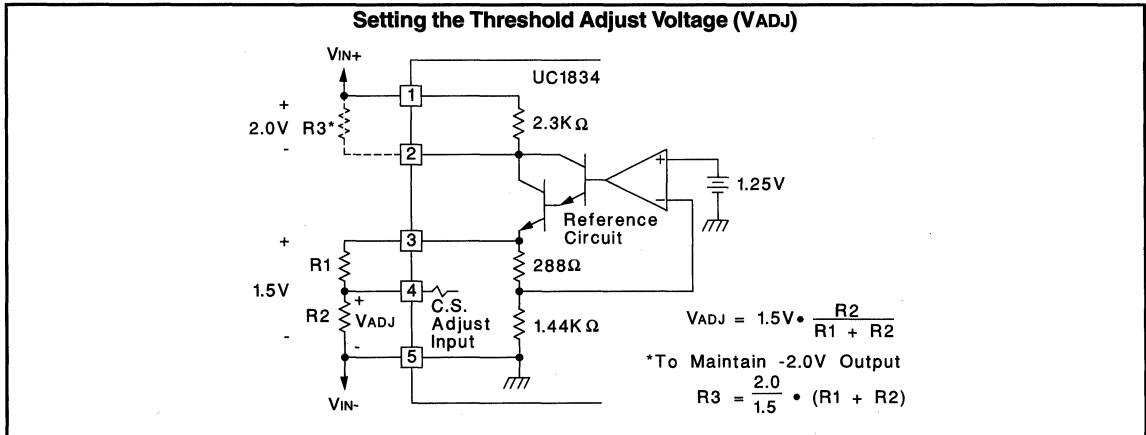 Setting the Threshold Adjust Voltage (VADJ)
VIN+
UC1834
1
+
2.0V R3*
-
2.3KΩ
2
+
-
1.25V
Reference
Circuit
3
+
R1
288Ω
1.5V
4
C.S.
Adjust
Input
R2
+
VADJ
-
-
1.44KΩ
5
VIN-
VADJ = 1.5V • R2 / R1 + R2
*To Maintain -2.0V Output
R3 = 2.0 / 1.5 • (R1 + R2)